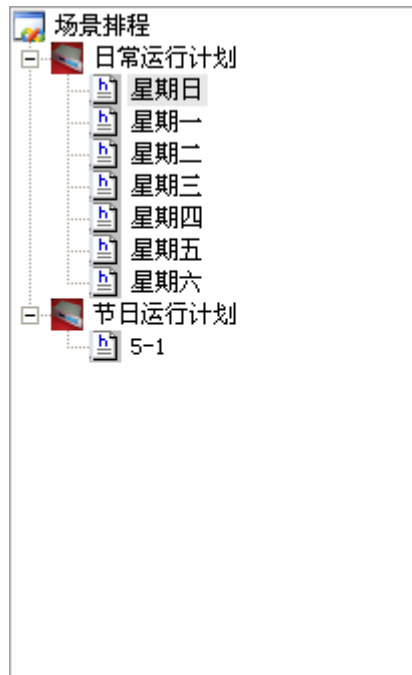 场景排程
日常运行计划
星期日
星期一
星期二
星期三
星期四
星期五
星期六
节日运行计划
5-1